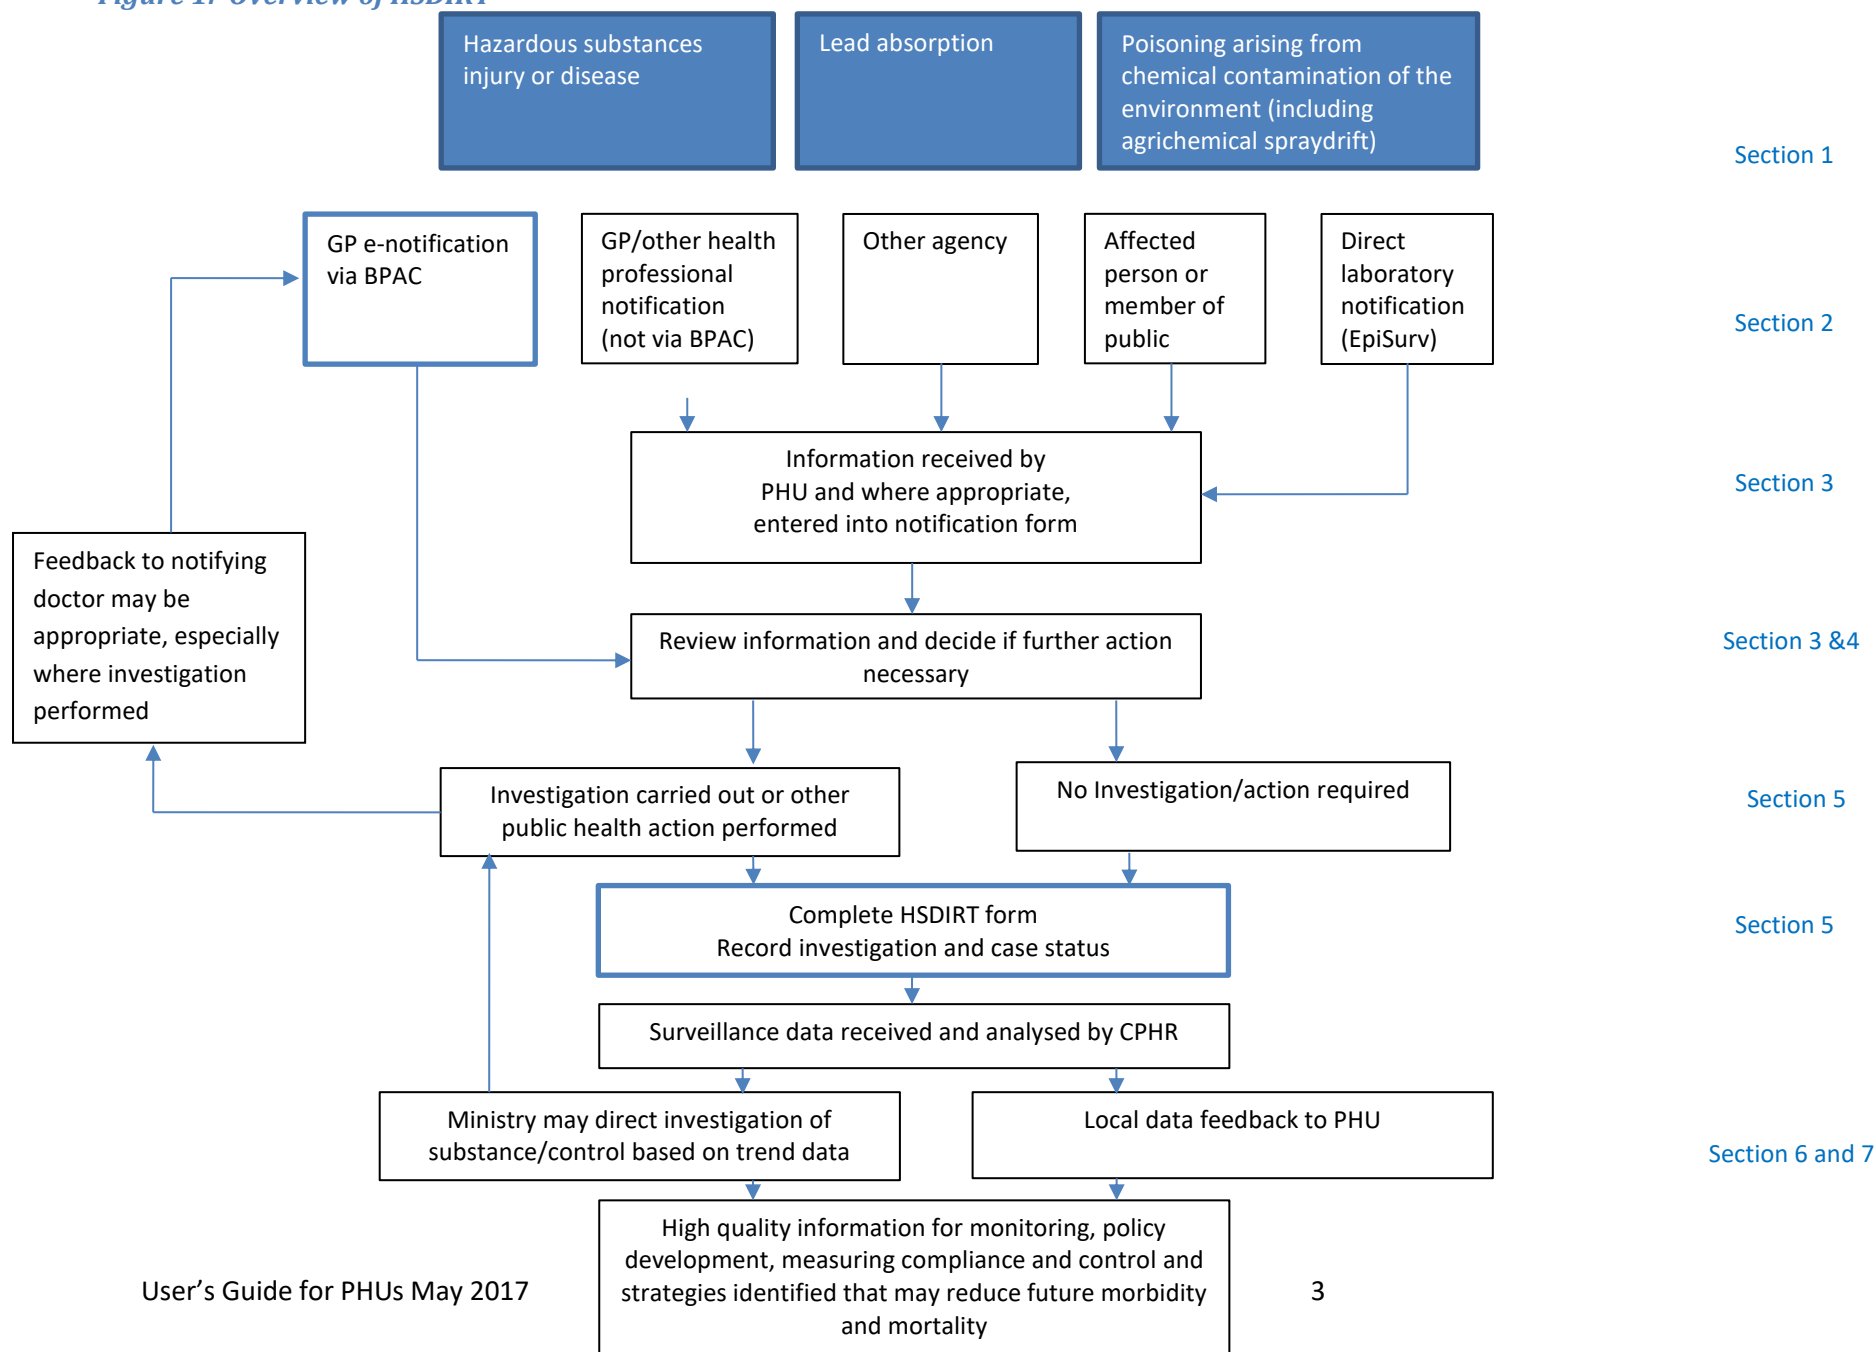 Figure 1: Overview of HSDIRT
Hazardous substances
injury or disease
Lead absorption
Poisoning arising from
chemical contamination of the
environment (including
agrichemical spraydrift)
Section 1
GP e-notification
via BPAC
GP/other health
professional
notification
(not via BPAC)
Other agency
Affected
person or
member of
public
Direct
laboratory
notification
(EpiSurv)
Section 2
Information received by
PHU and where appropriate,
entered into notification form
Section 3
Feedback to notifying
doctor may be
appropriate, especially
where investigation
performed
Review information and decide if further action
necessary
Section 3 &4
Investigation carried out or other
public health action performed
No Investigation/action required
Section 5
Complete HSDIRT form
Record investigation and case status
Section 5
Surveillance data received and analysed by CPHR
Ministry may direct investigation of
substance/control based on trend data
Local data feedback to PHU
Section 6 and 7
High quality information for monitoring, policy
development, measuring compliance and control and
strategies identified that may reduce future morbidity
and mortality
User’s Guide for PHUs May 2017
3